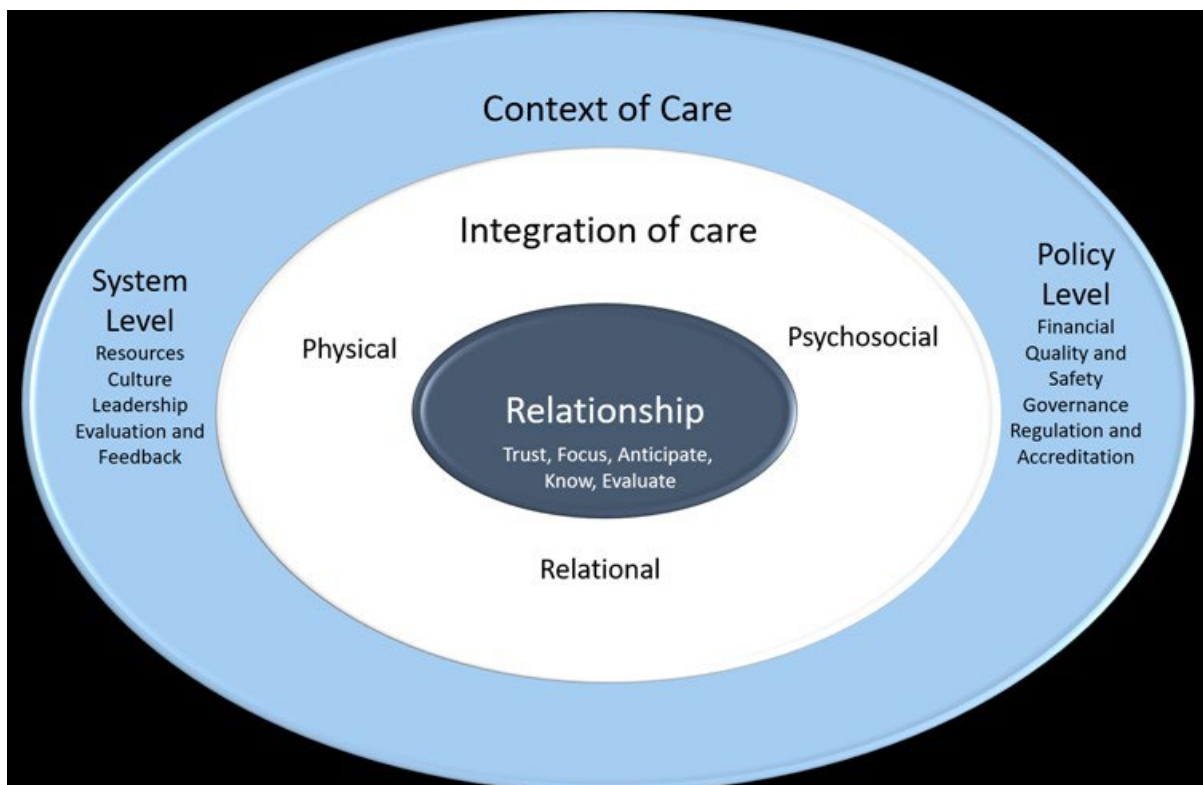 Context of Care
Integration of care
System
Level
Resources
Culture
Leadership
Evaluation and
Feedback
Policy
Level
Financial
Quality and
Safety
Governance
Regulation and
Accreditation
Physical
Psychosocial
Relationship
Trust, Focus, Anticipate,
Know, Evaluate
Relational